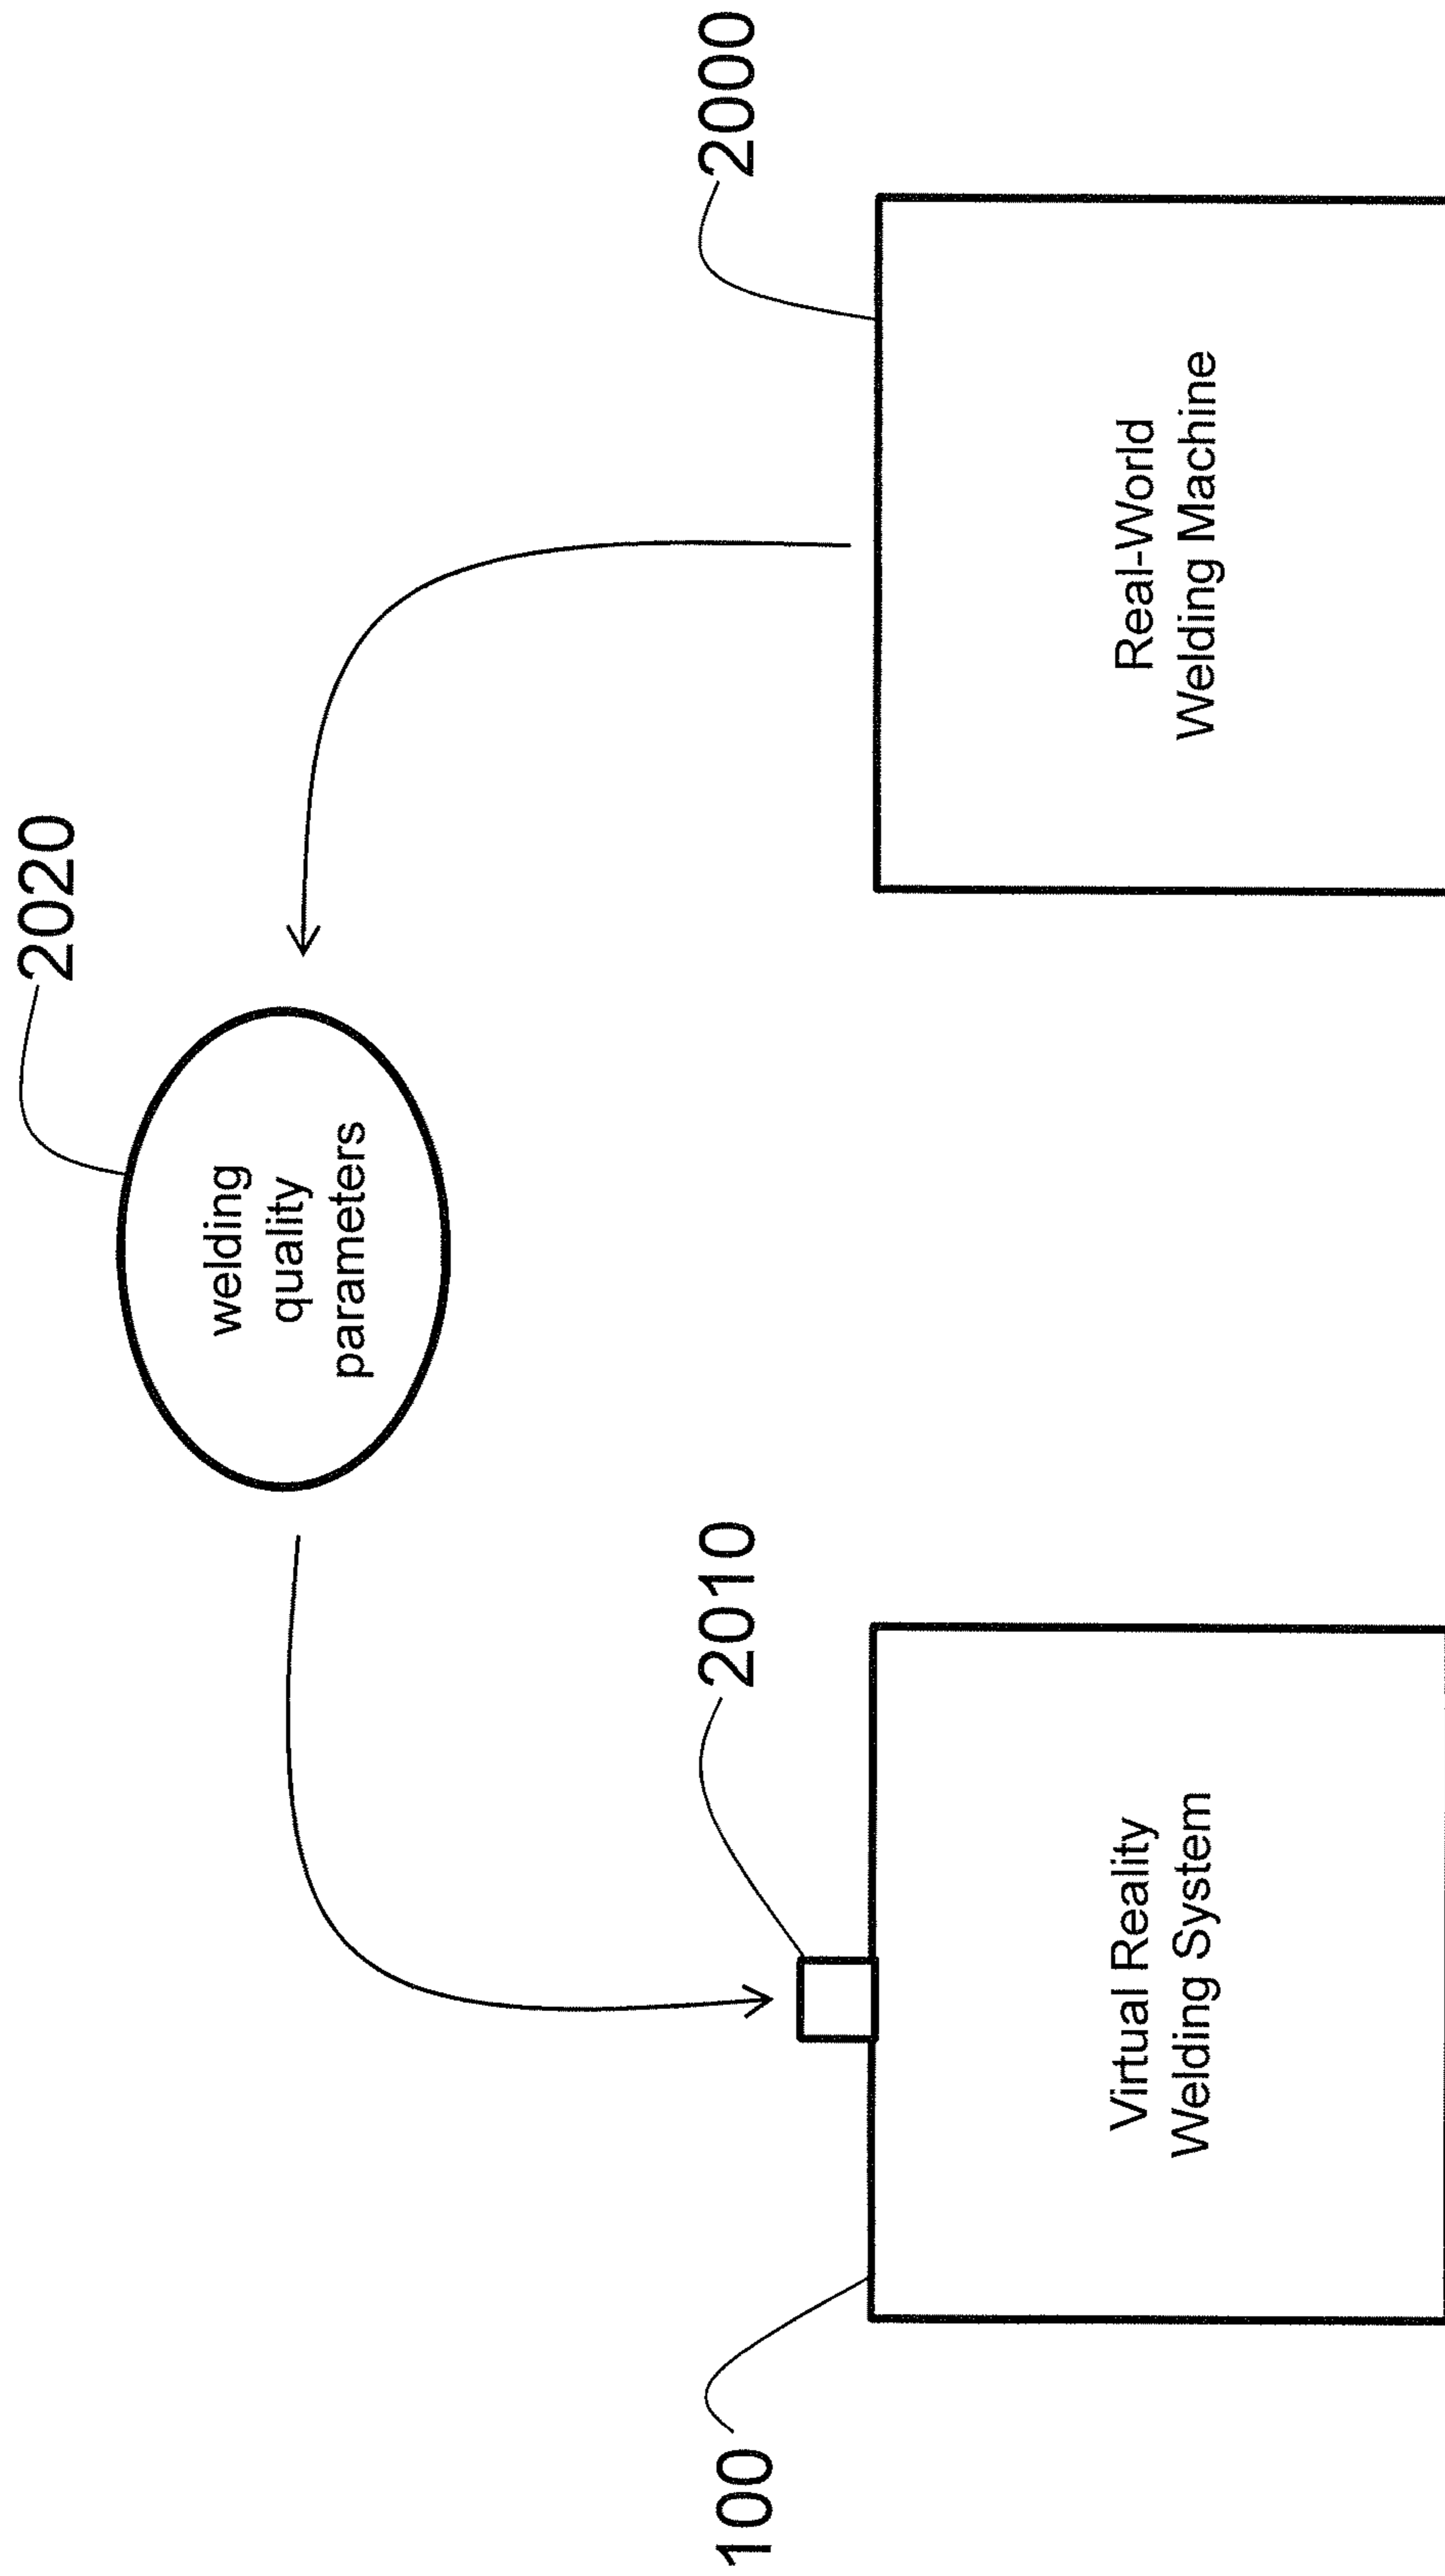 2020
welding
quality
parameters
100
2010
2000
Virtual Reality
Welding System
Real-World
Welding Machine